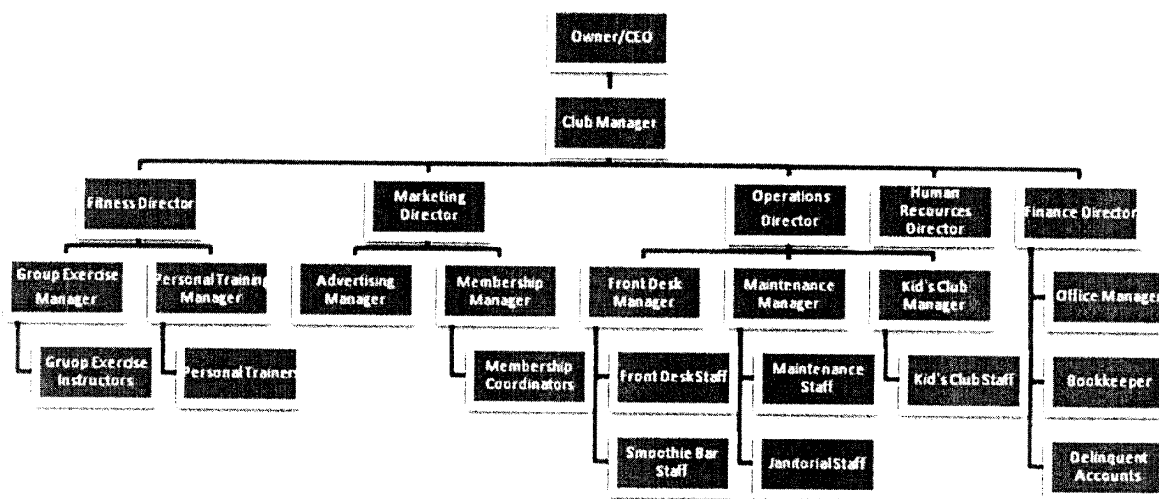 Owner/CEO
Club Manager
Fitness Director
Marketing
Director
Operations
Director
Human
Recources
Director
Finance Director
Group Exercise
Manager
Personal Training
Manager
Advertising
Manager
Membership
Manager
Front Desk
Manager
Maintenance
Manager
Kid's Club
Manager
Office Manager
Gruop Exercise
Instructors
Personal Trainers
Membership
Coordinators
Front Desk Staff
Maintenance
Staff
Kid's Club Staff
Bookkeeper
Smoothie Bar
Staff
Janitorial Staff
Delinquent
Accounts